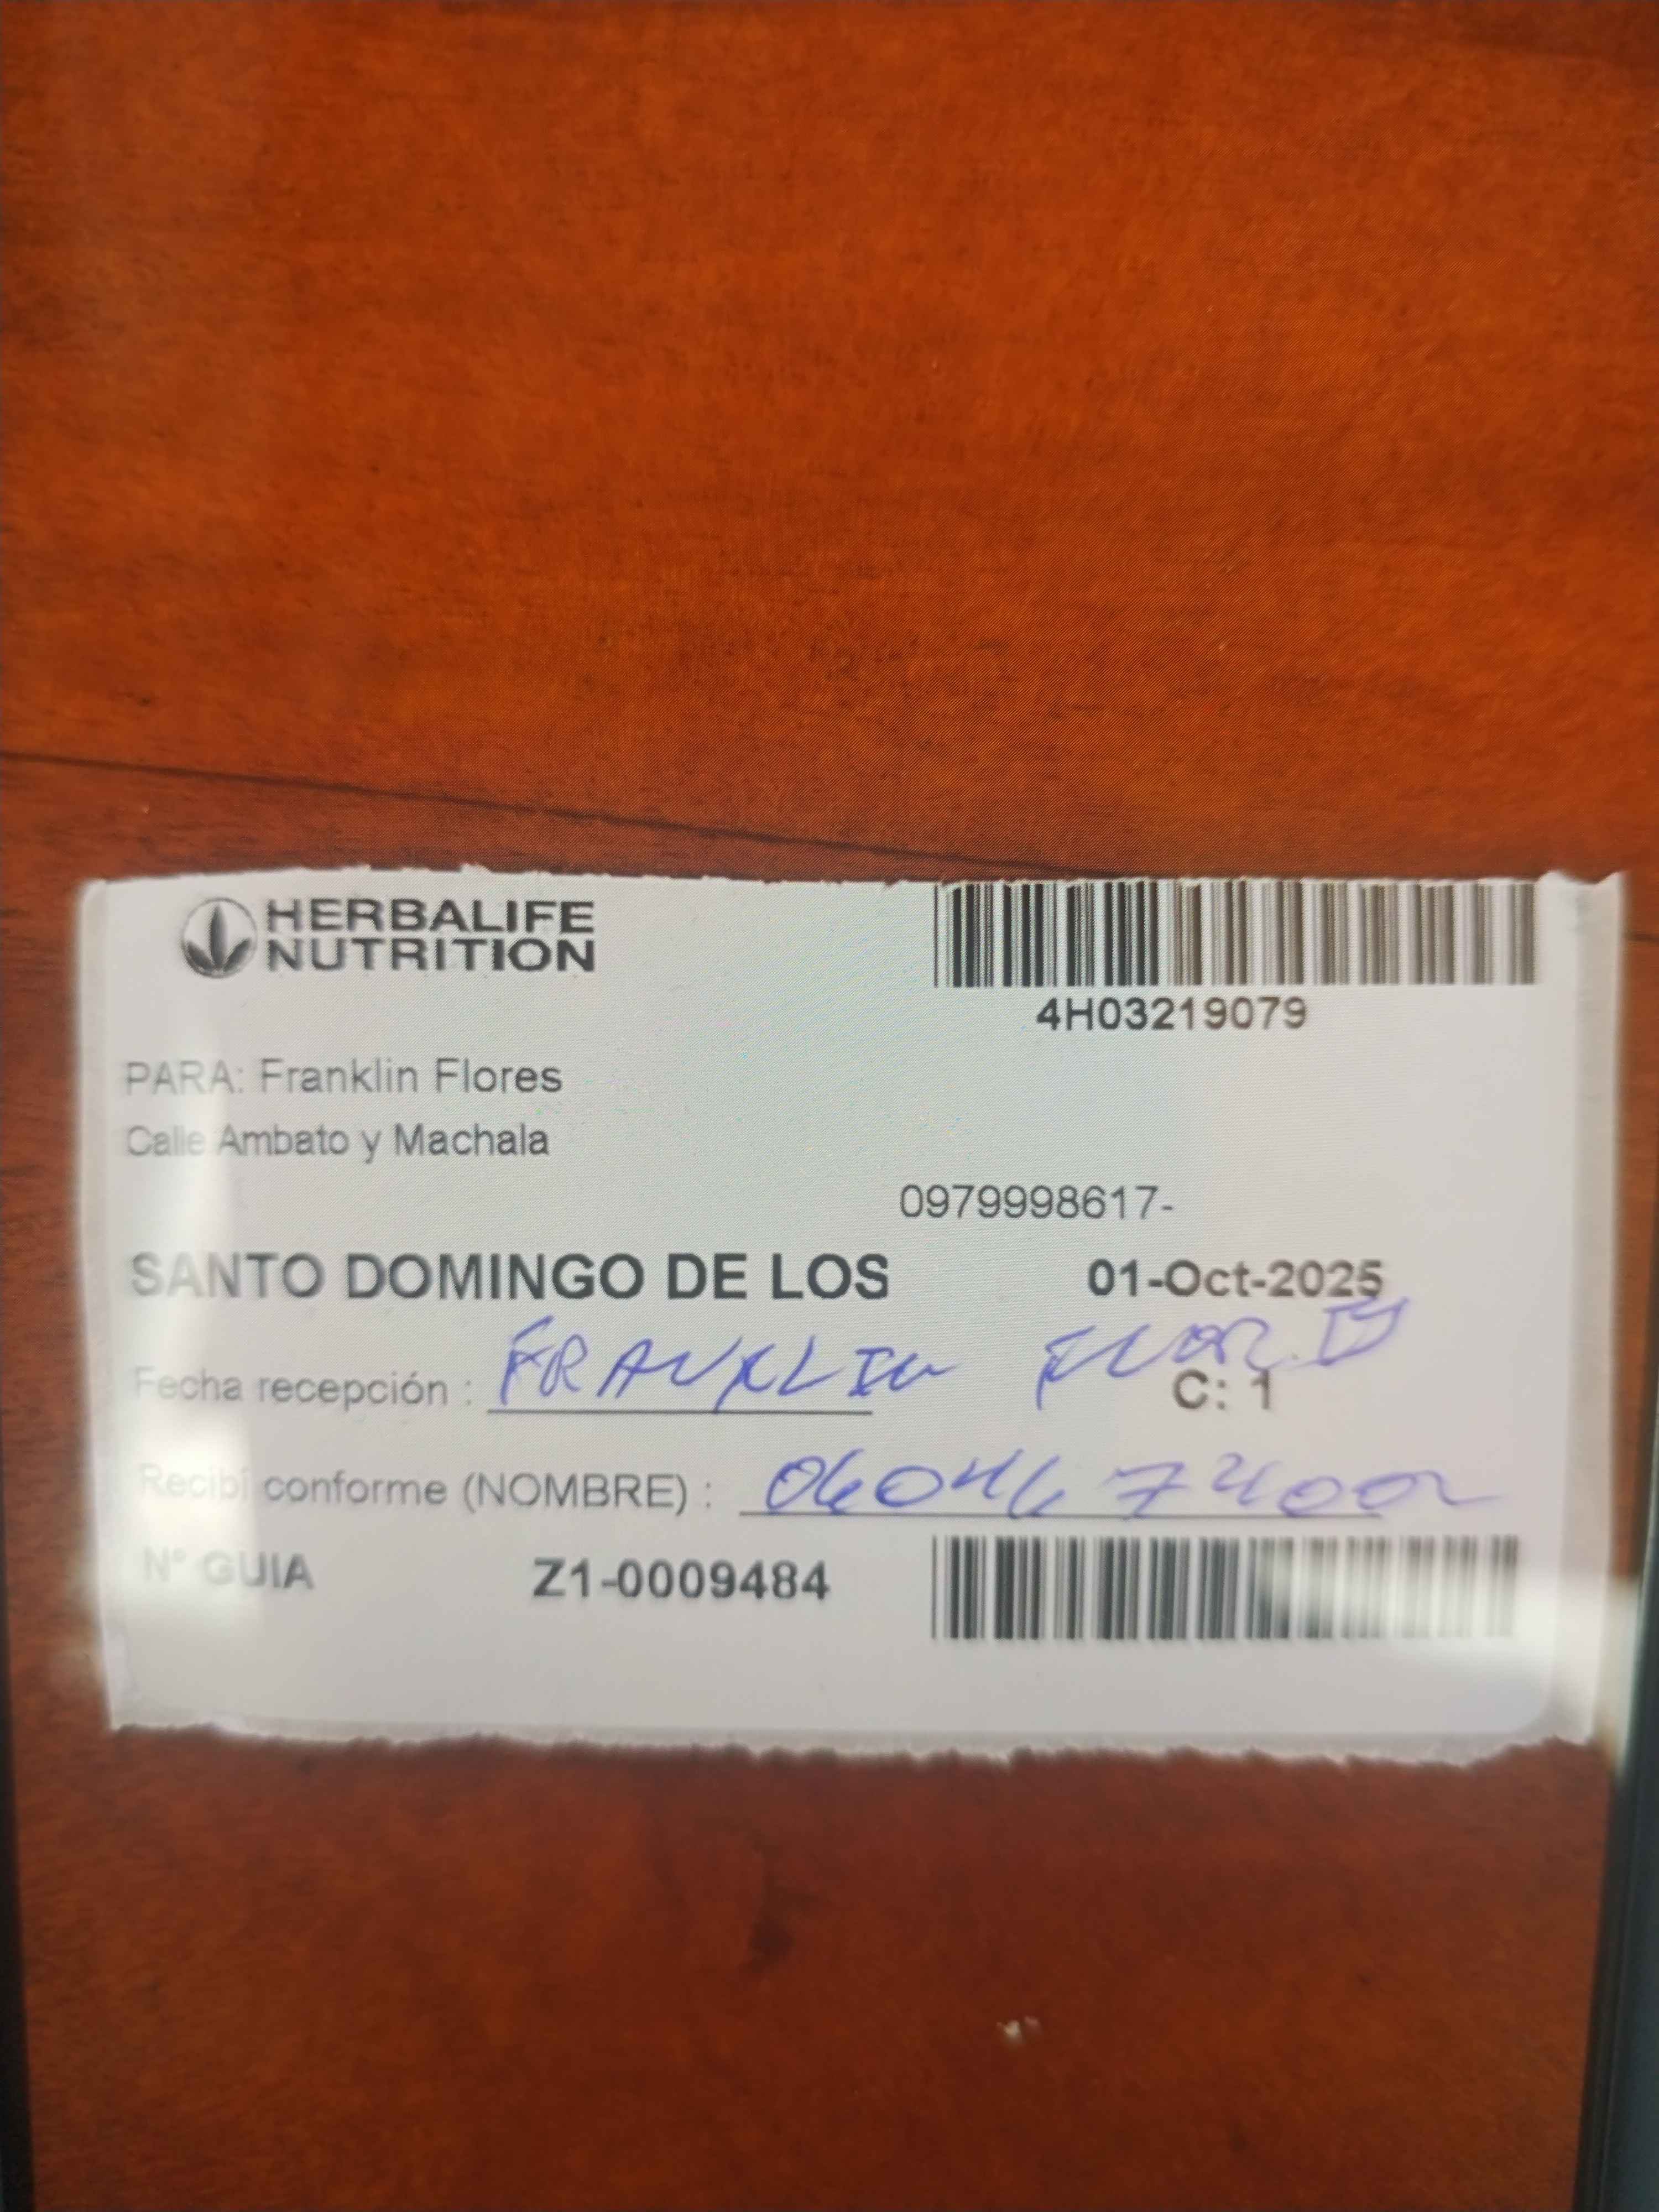 HERBALIFE
NUTRITION
4H03219079
PARA: Franklin Flores
Calle Ambato y Machala
0979998617-
SANTO DOMINGO DE LOS 01-Oct-2025
Fecha recepción : FRANKLIN
C: 1
Recibí conforme (NOMBRE) :
N° GUIA Z1-0009484